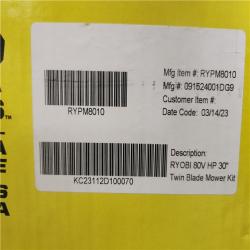 RYPM8010
Mfg Item #: RYPM8010
Mfg#: 091524001DG9
Customer Item #:
Date Code: 03/14/23
KC23112D100070
Description:
RYOBI 80V HP 30"
Twin Blade Mower Kit